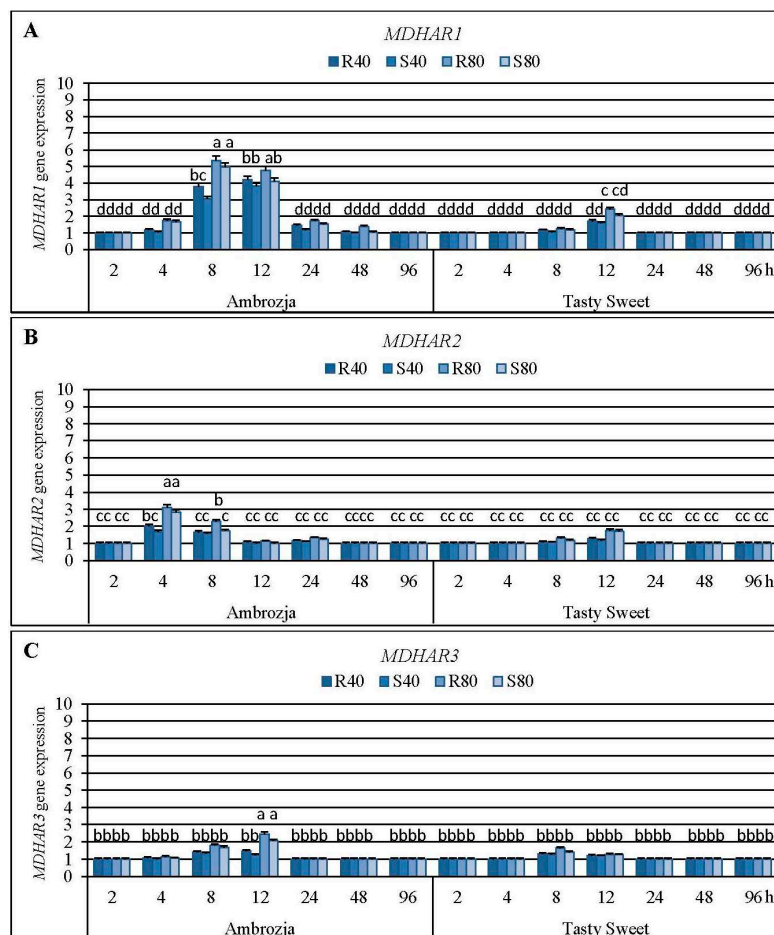 A
MDHAR1
R40 S40 R80 S80
MDHAR1 gene expression
10
9
8
7
6
5
4
3
2
1
0
a a
bc bb ab
dddd dd dd dddd dddd dddd dddd dddd dddd dd c cd dddd dddd dddd
2 4 8 12 24 48 96 2 4 8 12 24 48 96 h
Ambrozja Tasty Sweet
B
MDHAR2
R40 S40 R80 S80
MDHAR2 gene expression
10
9
8
7
6
5
4
3
2
1
0
aa
b
cc cc bc cc c cc cc cc cc cccc cc cc cc cc cc cc cc cc cc cc cc cc cc cc cc cc
2 4 8 12 24 48 96 2 4 8 12 24 48 96 h
Ambrozja Tasty Sweet
C
MDHAR3
R40 S40 R80 S80
MDHAR3 gene expression
10
9
8
7
6
5
4
3
2
1
0
a a
bbbb bbbb bbbb bb bbbb bbbb bbbb bbbb bbbb bbbb bbbb bbbb bbbb bbbb
2 4 8 12 24 48 96 2 4 8 12 24 48 96 h
Ambrozja Tasty Sweet